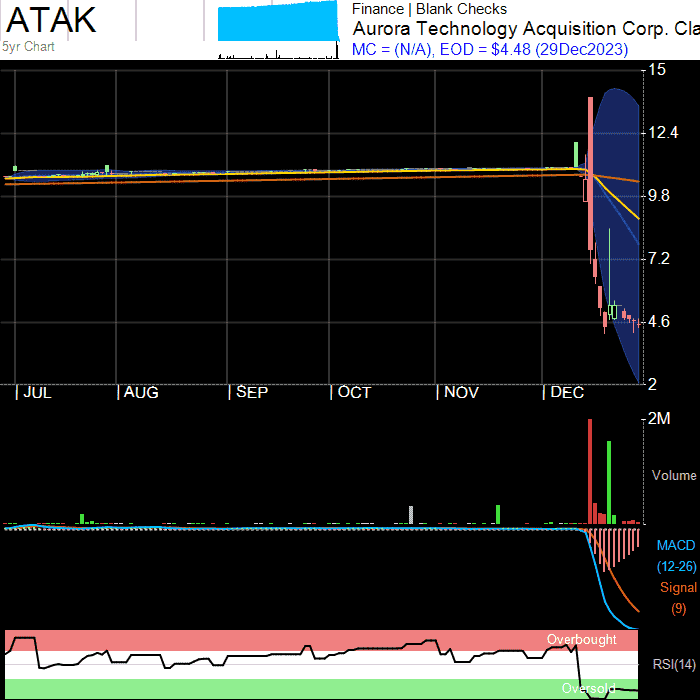 ATAK
5yr Chart
Finance | Blank Checks
Aurora Technology Acquisition Corp. Cla
MC = (N/A), EOD = $4.48 (29Dec2023)
15
12.4
9.8
7.2
4.6
2
JUL AUG SEP OCT NOV DEC
2M
Volume
MACD
(12-26)
Signal
(9)
Overbought
RSI(14)
Oversold